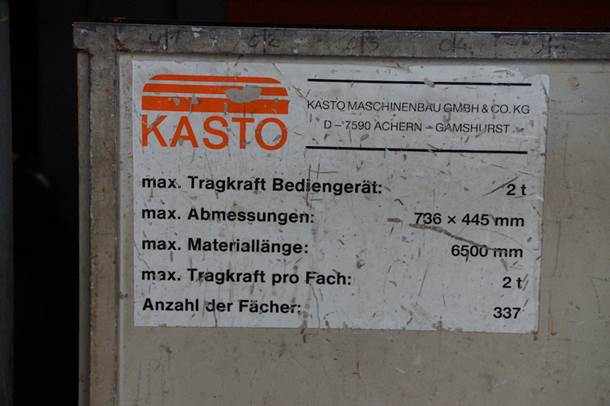 KASTO
KASTO MASCHINENBAU GMBH & CO. KG
D - 7590 ACHERN - GAMSHURST
max. Tragkraft Bediengerät: 2 t
max. Abmessungen: 736 × 445 mm
max. Materiallänge: 6500 mm
max. Tragkraft pro Fach: 2 t
Anzahl der Fächer: 337